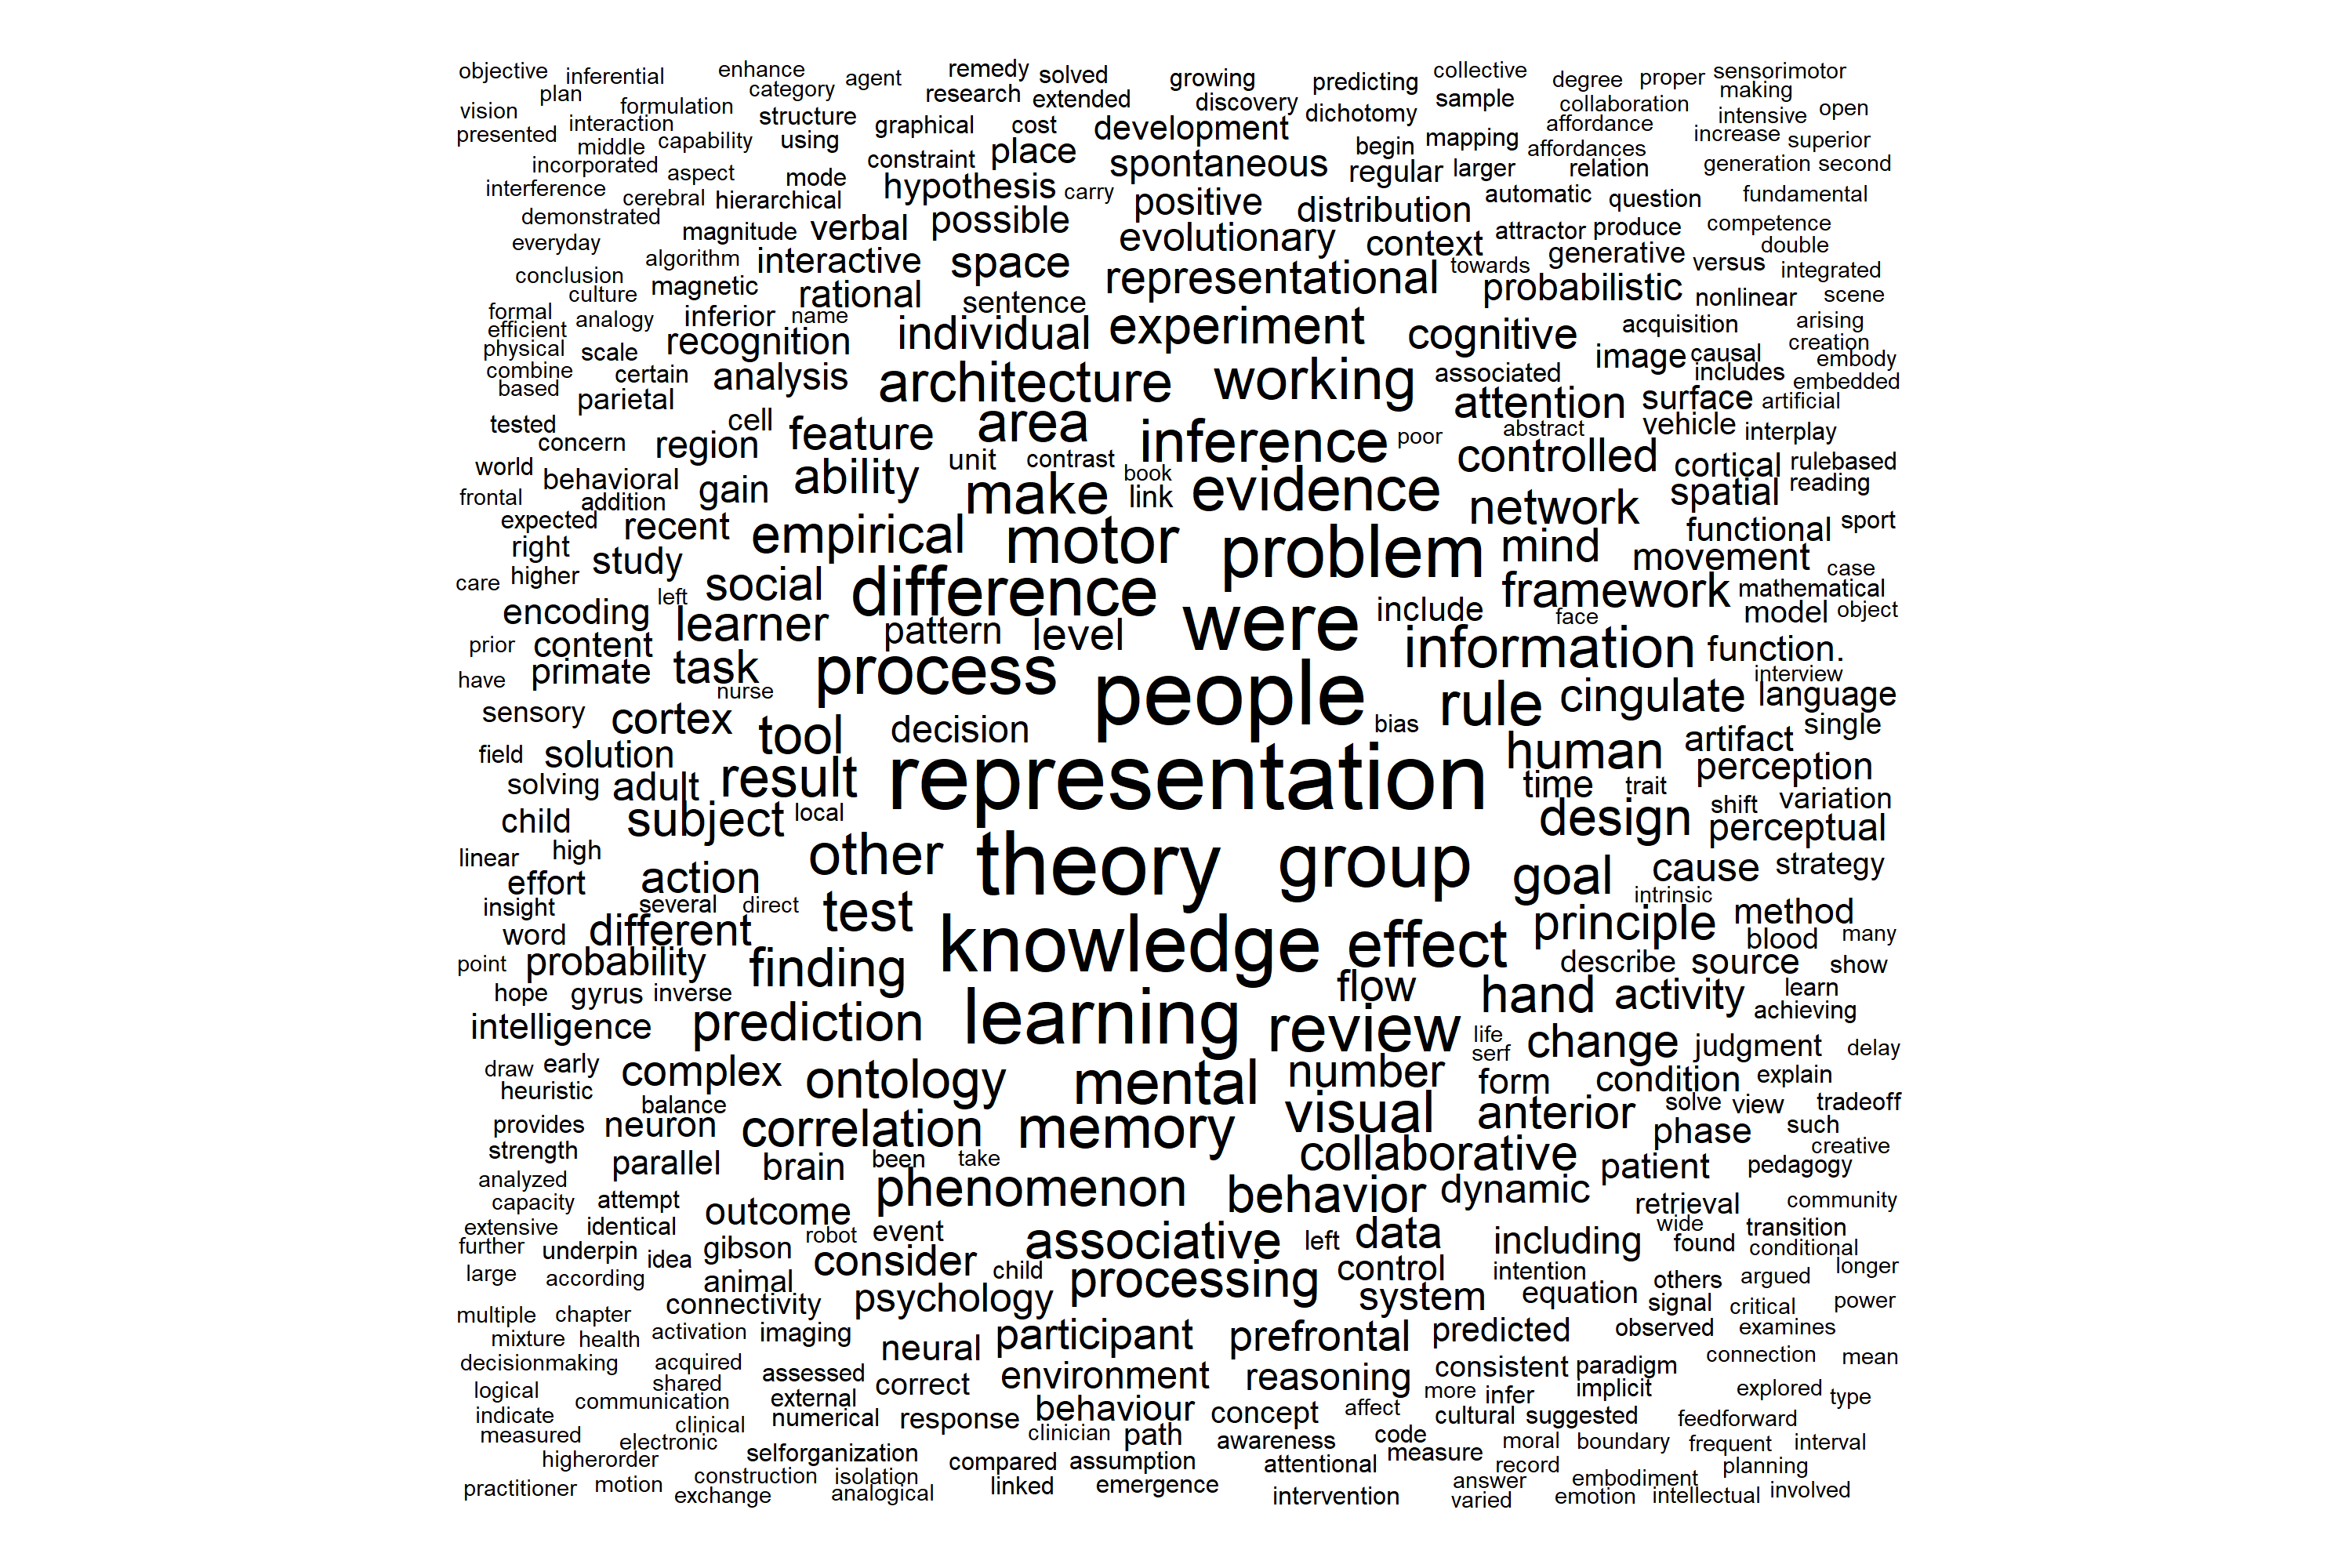 objective inferential enhance agent remedy solved growing predicting collective degree proper sensorimotor
plan category research extended discovery dichotomy sample collaboration making
vision formulation structure graphical cost development mapping affordance intensive open
presented interaction capability using place begin affordances increase superior
middle constraint spontaneous regular larger relation generation second
incorporated aspect mode hypothesis carry automatic question fundamental
interference cerebral hierarchical positive distribution
demonstrated magnitude verbal possible evolutionary context attractor produce competence
everyday algorithm interactive space representational towards generative versus double
conclusion magnetic rational sentence probabilistic nonlinear integrated
culture scene
formal analogy inferior name individual experiment cognitive acquisition arising
efficient recognition image causal creation
physical scale architecture working associated includes embody
combine certain analysis attention surface embedded
based parietal area artificial
tested cell feature inference poor abstract vehicle interplay
concern region unit contrast controlled cortical rulebased
world behavioral ability book evidence spatial reading
frontal addition gain make link network
expected recent empirical motor problem mind functional sport
right study movement case
care higher social difference framework mathematical
encoding left learner pattern level were include face model object
prior content information function.
have primate task process people interview
nurse rule cingulate language
sensory cortex tool decision bias single
field solution representation human artifact
solving adult result time trait perception
child subject local design shift variation
perceptual
linear high other theory group goal cause strategy
effort action intrinsic
insight several direct test principle method
word different knowledge effect blood many
point probability finding describe source show
hope gyrus inverse flow hand activity learn
intelligence prediction learning review achieving
life change judgment delay
serf
draw early complex ontology mental number form condition explain
heuristic
balance visual anterior solve view tradeoff
provides neuron correlation memory phase such
strength collaborative creative
parallel brain been take patient pedagogy
analyzed phenomenon behavior dynamic
capacity attempt outcome retrieval community
extensive identical robot event associative left data including wide transition
further underpin idea gibson consider found conditional
large according animal child processing control intention others argued longer
multiple chapter connectivity psychology system equation signal critical power
mixture health activation imaging neural participant prefrontal predicted observed examines
decisionmaking acquired assessed environment reasoning consistent paradigm connection mean
logical shared external correct more infer implicit explored type
indicate communication numerical response behaviour concept affect cultural suggested feedforward
measured clinical clinician path awareness code moral boundary frequent interval
electronic
higherorder selforganization compared assumption attentional measure record planning
practitioner motion construction isolation linked emergence answer embodiment
exchange analogical intervention varied emotion intellectual involved